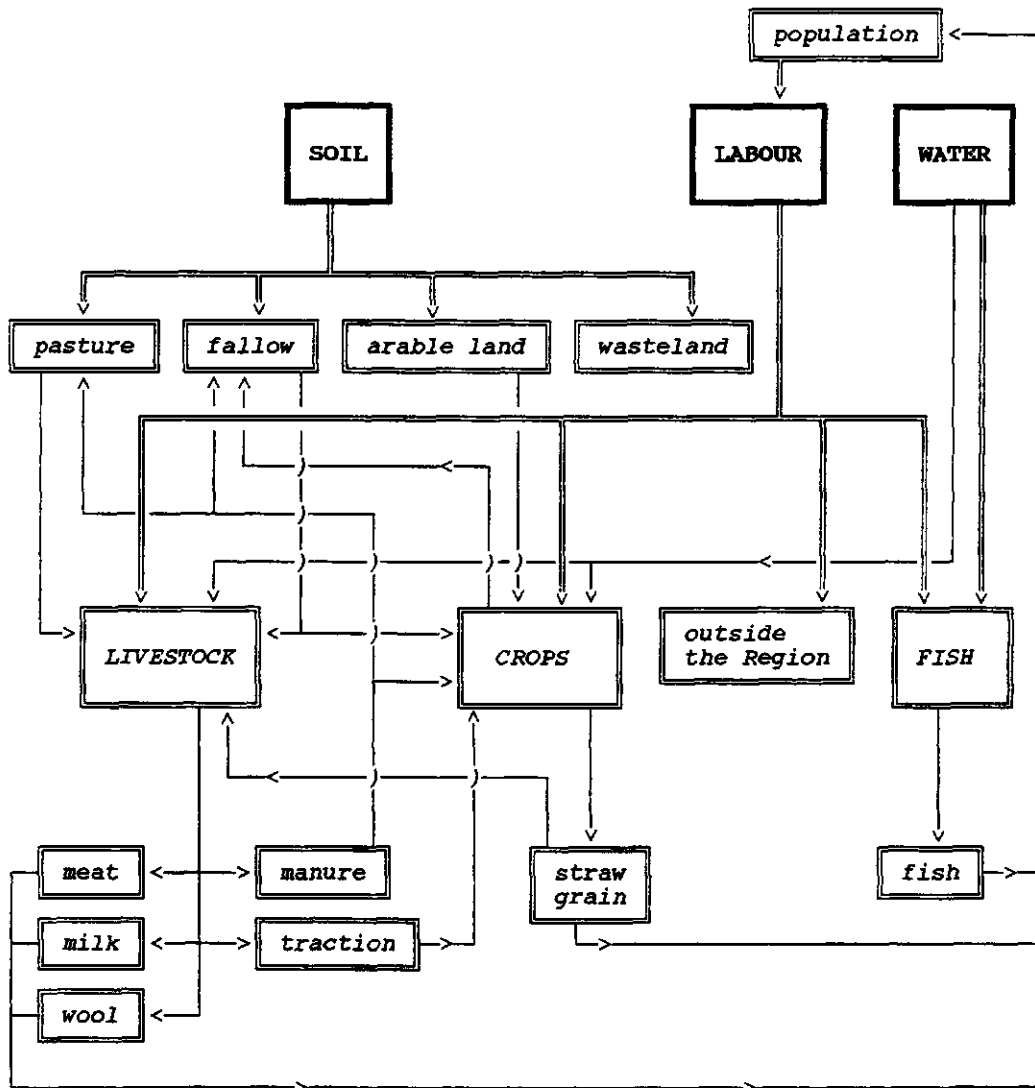 population
SOIL
LABOUR
WATER
pasture
fallow
arable land
wasteland
LIVESTOCK
CROPS
outside
the Region
FISH
meat
manure
straw
grain
fish
milk
traction
wool